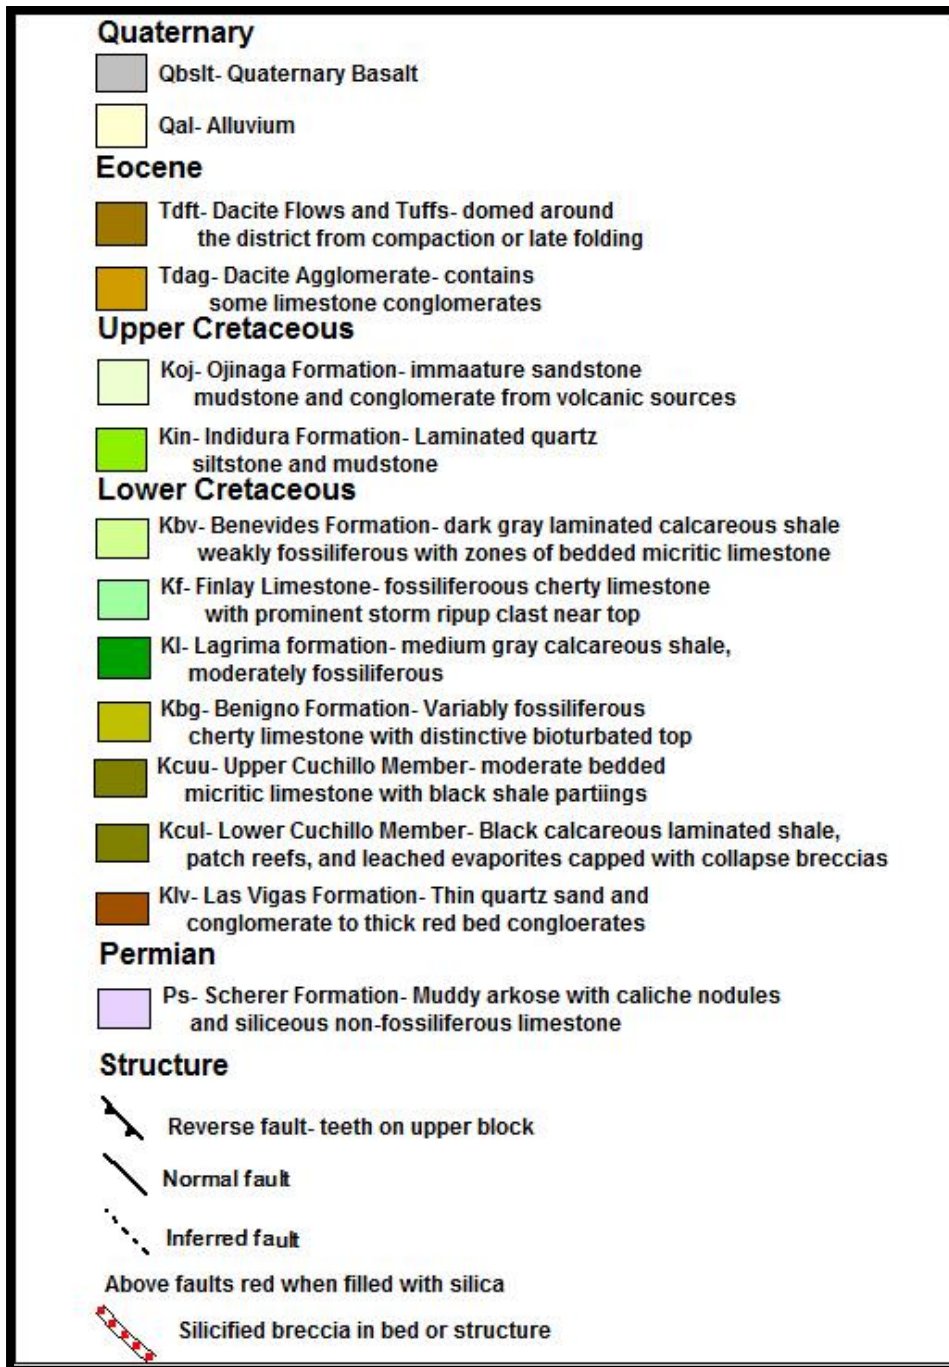 Quaternary
Qbslt- Quaternary Basalt
Qal- Alluvium
Eocene
Tdft- Dacite Flows and Tuffs- domed around
the district from compaction or late folding
Tdag- Dacite Agglomerate- contains
some limestone conglomerates
Upper Cretaceous
Koj- Ojinaga Formation- immaature sandstone
mudstone and conglomerate from volcanic sources
Kin- Indidura Formation- Laminated quartz
siltstone and mudstone
Lower Cretaceous
Kbv- Benevides Formation- dark gray laminated calcareous shale
weakly fossiliferous with zones of bedded micritic limestone
Kf- Finlay Limestone- fossiliferoous cherty limestone
with prominent storm ripup clast near top
Kl- Lagrima formation- medium gray calcareous shale,
moderately fossiliferous
Kbg- Benigno Formation- Variably fossiliferous
cherty limestone with distinctive bioturbated top
Kcuu- Upper Cuchillo Member- moderate bedded
micritic limestone with black shale partiings
Kcul- Lower Cuchillo Member- Black calcareous laminated shale,
patch reefs, and leached evaporites capped with collapse breccias
Klv- Las Vigas Formation- Thin quartz sand and
conglomerate to thick red bed congloerates
Permian
Ps- Scherer Formation- Muddy arkose with caliche nodules
and siliceous non-fossiliferous limestone
Structure
Reverse fault- teeth on upper block
Normal fault
Inferred fault
Above faults red when filled with silica
Silicified breccia in bed or structure